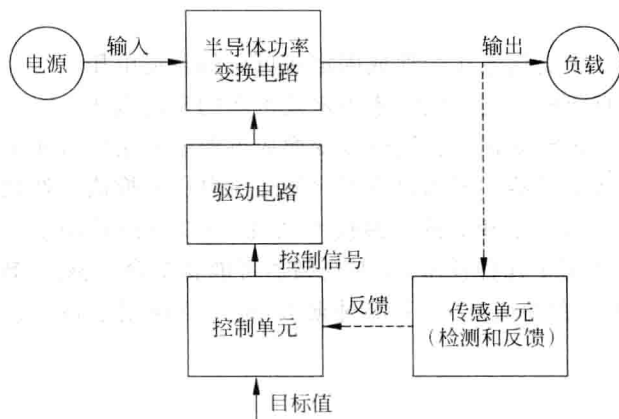 电源
输入
半导体功率
变换电路
输出
负载
驱动电路
控制信号
控制单元
反馈
传感单元
(检测和反馈)
目标值